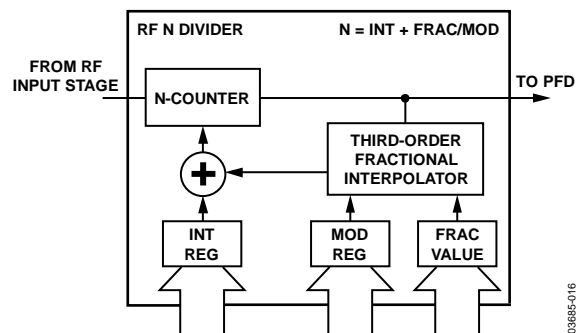 RF N DIVIDER
N = INT + FRAC/MOD
FROM RF
INPUT STAGE
TO PFD
N-COUNTER
THIRD-ORDER
FRACTIONAL
INTERPOLATOR
+
INT
REG
MOD
REG
FRAC
VALUE
03685-016